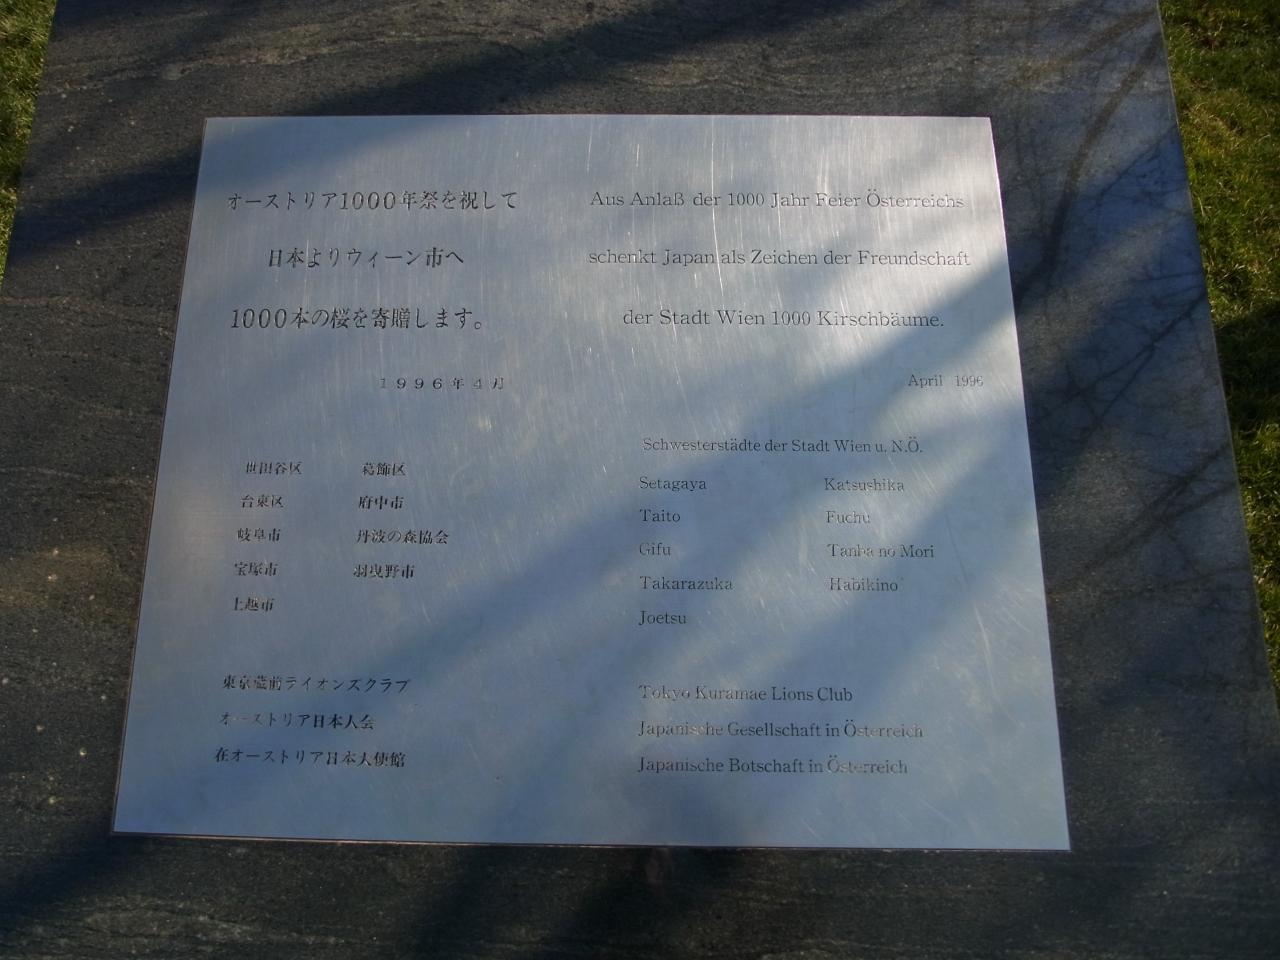 オーストリア1000年祭を祝して
日本よりウィーン市へ
1000本の桜を寄贈します。
1996年4月
世田谷区 葛飾区
台東区 府中市
岐阜市 丹波の森協会
宝塚市 羽曳野市
上越市
東京蔵前ライオンズクラブ
オーストリア日本人会
在オーストリア日本大使館
Aus Anlaß der 1000 Jahr Feier Österreichs
schenkt Japan als Zeichen der Freundschaft
der Stadt Wien 1000 Kirschbäume.
April 1996
Schwesterstädte der Stadt Wien u. N.Ö.
Setagaya Katsushika
Taito Fuchu
Gifu Tanba no Mori
Takarazuka Habikino
Joetsu
Tokyo Kuramae Lions Club
Japanische Gesellschaft in Österreich
Japanische Botschaft in Österreich